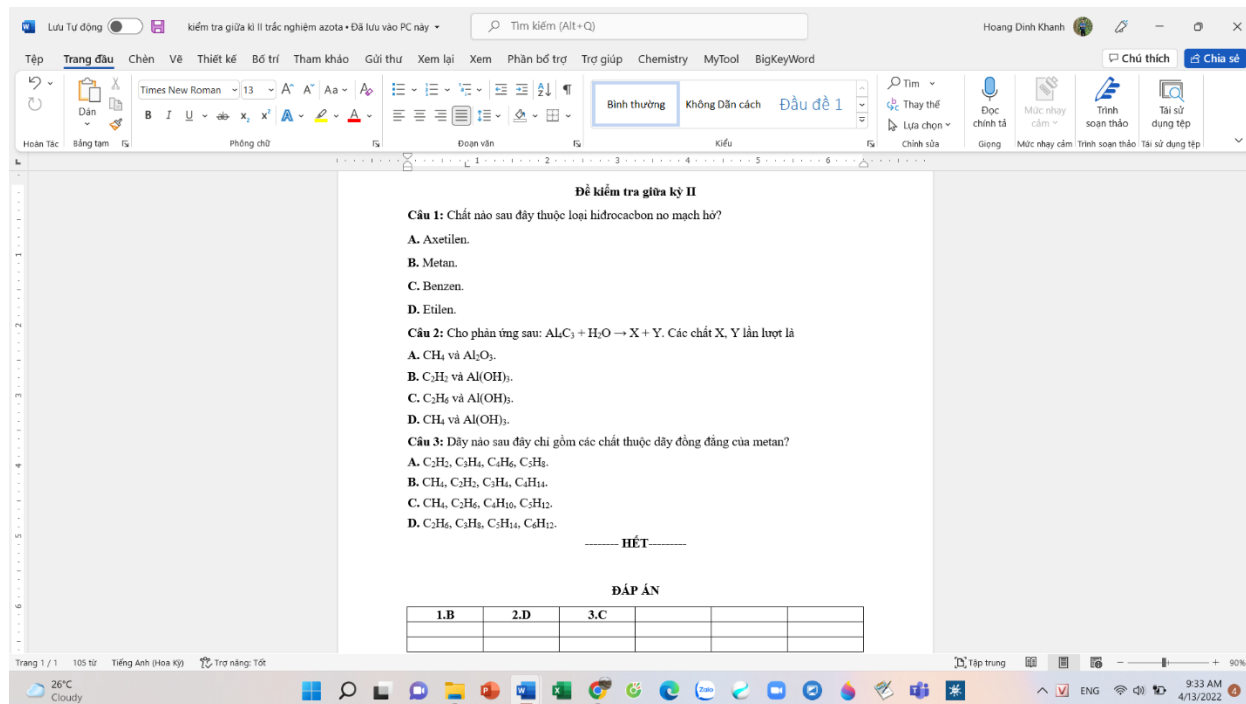 Lưu Tự động
kiểm tra giữa kì II trắc nghiệm azota • Đã lưu vào PC này
Tìm kiếm (Alt+Q)
Hoang Dinh Khanh
Tệp Trang đầu Chèn Vẽ Thiết kế Bố trí Tham khảo Gửi thư Xem lại Xem Phần bổ trợ Trợ giúp Chemistry MyTool BigKeyWord
Chú thích Chia sẻ
Dán
Times New Roman 13
Bình thường Không Dãn cách Đầu đề 1
Tìm
Thay thế
Lựa chọn
Đọc chính tả
Mức nhạy cảm
Trình soạn thảo
Tái sử dụng tệp
Hoàn Tác Bảng tạm Phông chữ Đoạn văn Kiểu Chỉnh sửa Giọng Mức nhạy cảm Trình soạn thảo Tái sử dụng tệp
1 2 3 4 5 6
Đề kiểm tra giữa kỳ II
Câu 1: Chất nào sau đây thuộc loại hiđrocacbon no mạch hở?
A. Axetilen.
B. Metan.
C. Benzen.
D. Etilen.
Câu 2: Cho phản ứng sau: Al₄C₃ + H₂O → X + Y. Các chất X, Y lần lượt là
A. CH₄ và Al₂O₃.
B. C₂H₂ và Al(OH)₃.
C. C₂H₆ và Al(OH)₃.
D. CH₄ và Al(OH)₃.
Câu 3: Dãy nào sau đây chỉ gồm các chất thuộc dãy đồng đẳng của metan?
A. C₂H₂, C₃H₄, C₄H₆, C₅H₈.
B. CH₄, C₂H₂, C₃H₄, C₄H₁₄.
C. CH₄, C₂H₆, C₄H₁₀, C₅H₁₂.
D. C₂H₆, C₃H₈, C₅H₁₄, C₆H₁₂.
-------- HẾT---------
ĐÁP ÁN
1.B 2.D 3.C
Trang 1 / 1 105 từ Tiếng Anh (Hoa Kỳ) Trợ năng: Tốt
Tập trung
90%
26°C
Cloudy
Zalo
ENG
9:33 AM
4/13/2022
4